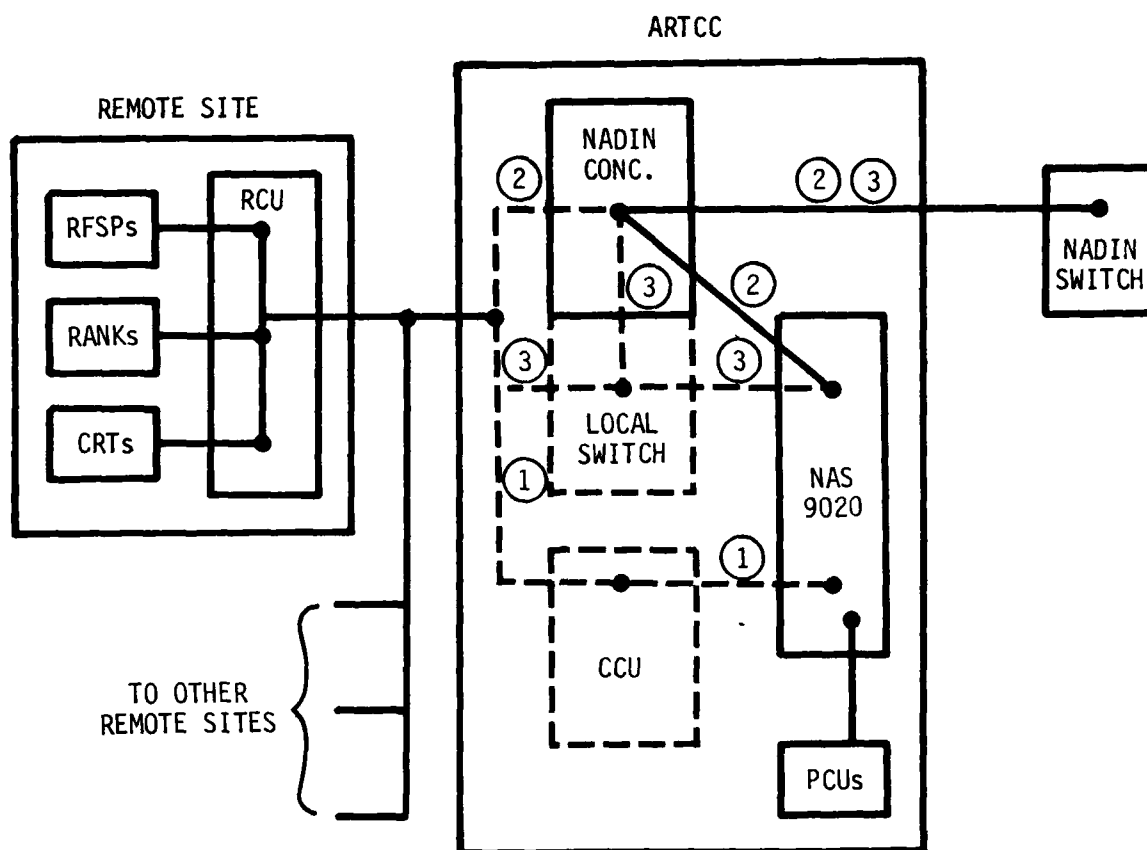 ARTCC
REMOTE SITE
RFSPs
RANKs
CRTs
RCU
NADIN
CONC.
2
2 3
3
2
3
3
LOCAL
SWITCH
1
1
CCU
NAS
9020
PCUs
NADIN
SWITCH
TO OTHER
REMOTE SITES